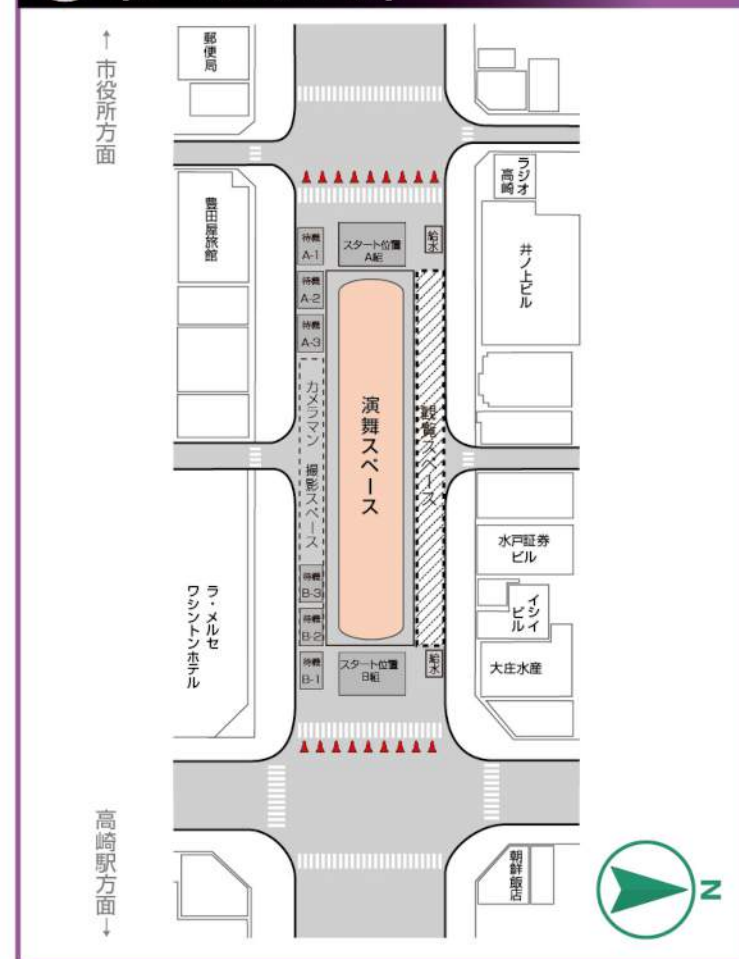 ↑市役所方面
郵便局
ラジオ
高崎
豊田屋旅館
井ノ上ビル
待機
A-1
スタート位置
A組
給水
待機
A-2
待機
A-3
カメラマン 撮影スペース
演舞スペース
観覧スペース
水戸証券
ビル
イシイ
ビル
待機
B-3
待機
B-2
待機
B-1
スタート位置
B組
給水
大庄水産
ラ・メルセ
ワシントンホテル
高崎駅方面↓
朝鮮飯店
N